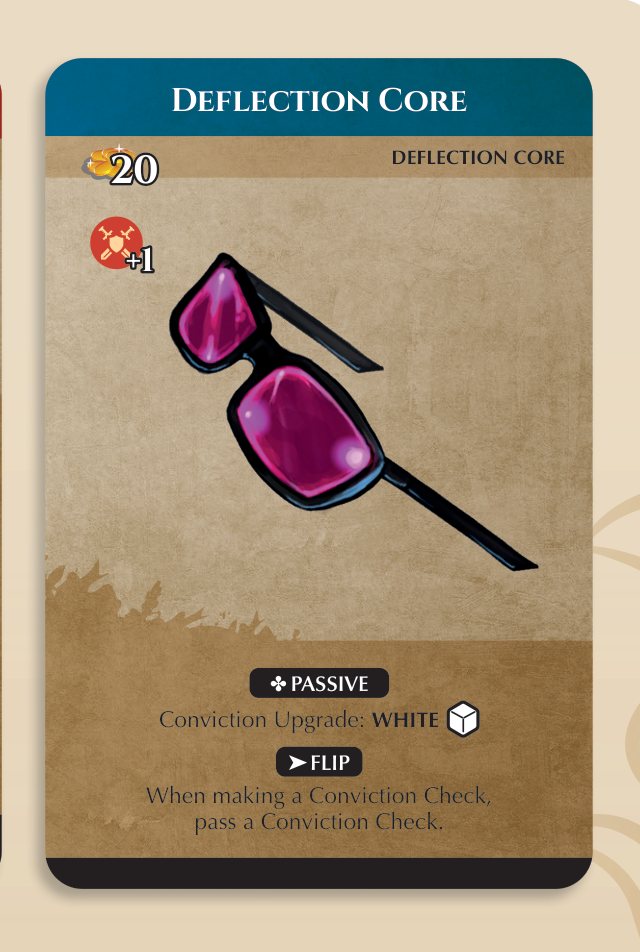 DEFLECTION CORE
20
DEFLECTION CORE
+1
PASSIVE
Conviction Upgrade: WHITE
FLIP
When making a Conviction Check,
pass a Conviction Check.